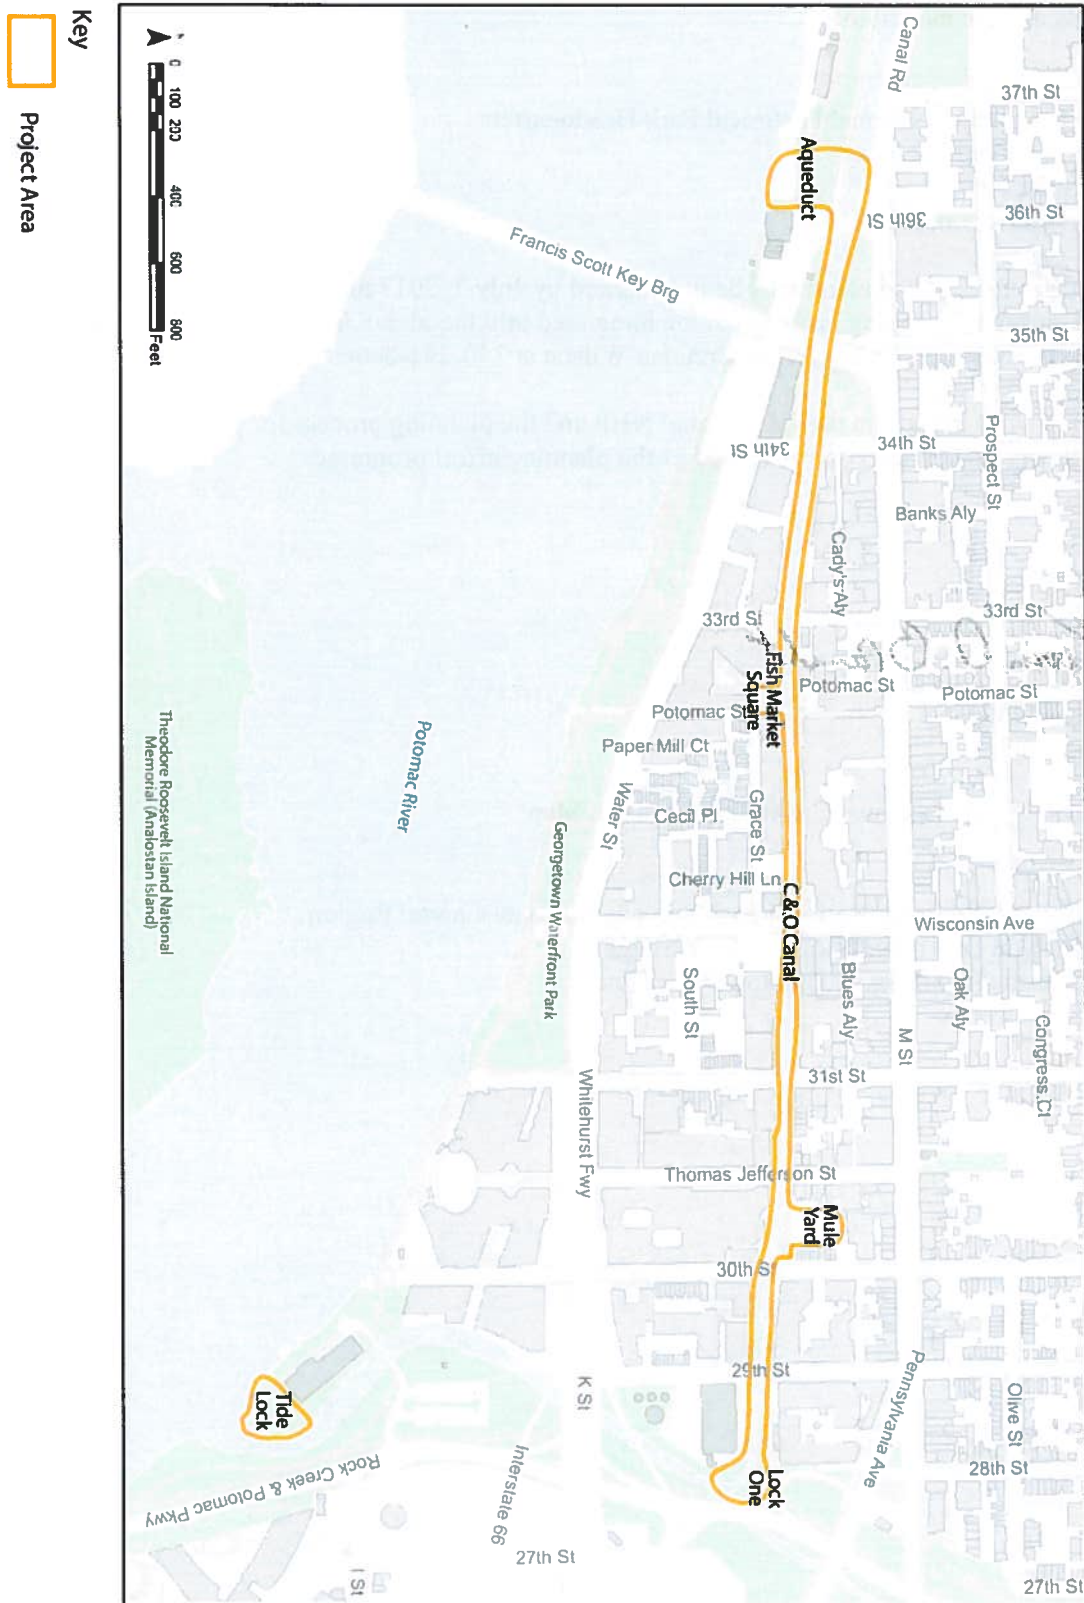 Key
Project Area
0 100 200 400 600 800
Feet
Canal Rd
37th St
36th St
36th St
Aqueduct
Francis Scott Key Brg
35th St
34th St
34th St
Prospect St
Banks Aly
Cady's Aly
33rd St
33rd St
Fish Market
Square
Potomac St
Potomac St
Potomac St
Paper Mill Ct
Water St
Cecil Pl
Grace St
Cherry Hill Ln
C & O Canal
Wisconsin Ave
Potomac River
Georgetown Waterfront Park
Theodore Roosevelt Island National
Memorial (Analostan Island)
South St
Blues Aly
Oak Aly
M St
Congress Ct
31st St
Whitehurst Fwy
Thomas Jefferson St
Mule
Yard
30th St
29th St
K St
Pennsylvania Ave
Olive St
28th St
Tide
Lock
Lock
One
Rock Creek & Potomac Pkwy
Interstate 66
27th St
27th St
I St